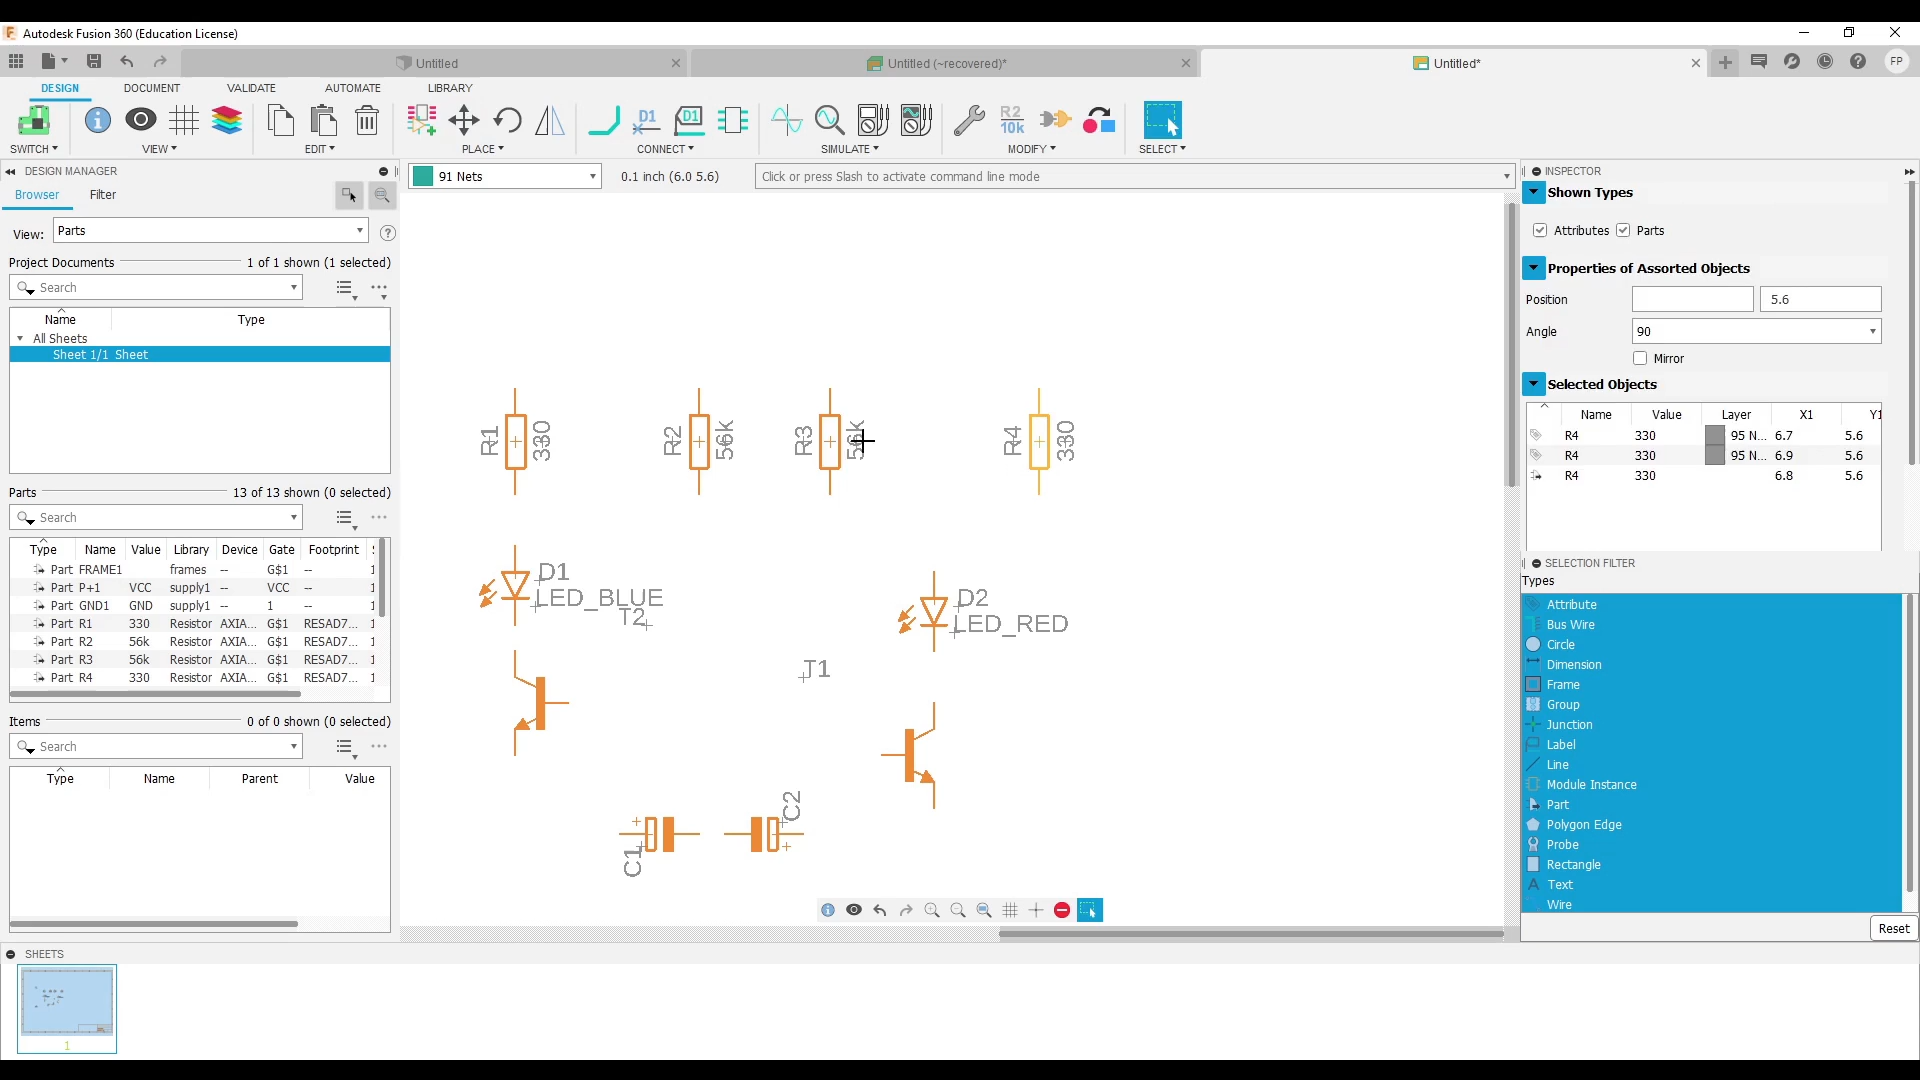 Autodesk Fusion 360 (Education License)
Untitled
Untitled (~recovered)*
Untitled*
FP
DESIGN
DOCUMENT
VALIDATE
AUTOMATE
LIBRARY
D1
D1
R2
10k
SWITCH
VIEW
EDIT
PLACE
CONNECT
SIMULATE
MODIFY
SELECT
DESIGN MANAGER
Browser
Filter
View:
Parts
Project Documents
1 of 1 shown (1 selected)
Search
Name Type
All Sheets
Sheet 1/1 Sheet
Parts
13 of 13 shown (0 selected)
Search
Type Name Value Library Device Gate Footprint
Part FRAME1 frames -- G$1 --
Part P+1 VCC supply1 -- VCC --
Part GND1 GND supply1 -- 1 --
Part R1 330 Resistor AXIA... G$1 RESAD7...
Part R2 56k Resistor AXIA... G$1 RESAD7...
Part R3 56k Resistor AXIA... G$1 RESAD7...
Part R4 330 Resistor AXIA... G$1 RESAD7...
Items
0 of 0 shown (0 selected)
Search
Type Name Parent Value
91 Nets
0.1 inch (6.0 5.6)
Click or press Slash to activate command line mode
R1
330
R2
56k
R3
56k
R4
330
D1
LED_BLUE
T2
D2
LED_RED
T1
C2
C1
INSPECTOR
Shown Types
Attributes
Parts
Properties of Assorted Objects
Position
5.6
Angle
90
Mirror
Selected Objects
Name Value Layer X1 Y1
R4 330 95 N... 6.7 5.6
R4 330 95 N... 6.9 5.6
R4 330 6.8 5.6
SELECTION FILTER
Types
Attribute
Bus Wire
Circle
Dimension
Frame
Group
Junction
Label
Line
Module Instance
Part
Polygon Edge
Probe
Rectangle
Text
Wire
Reset
SHEETS
1